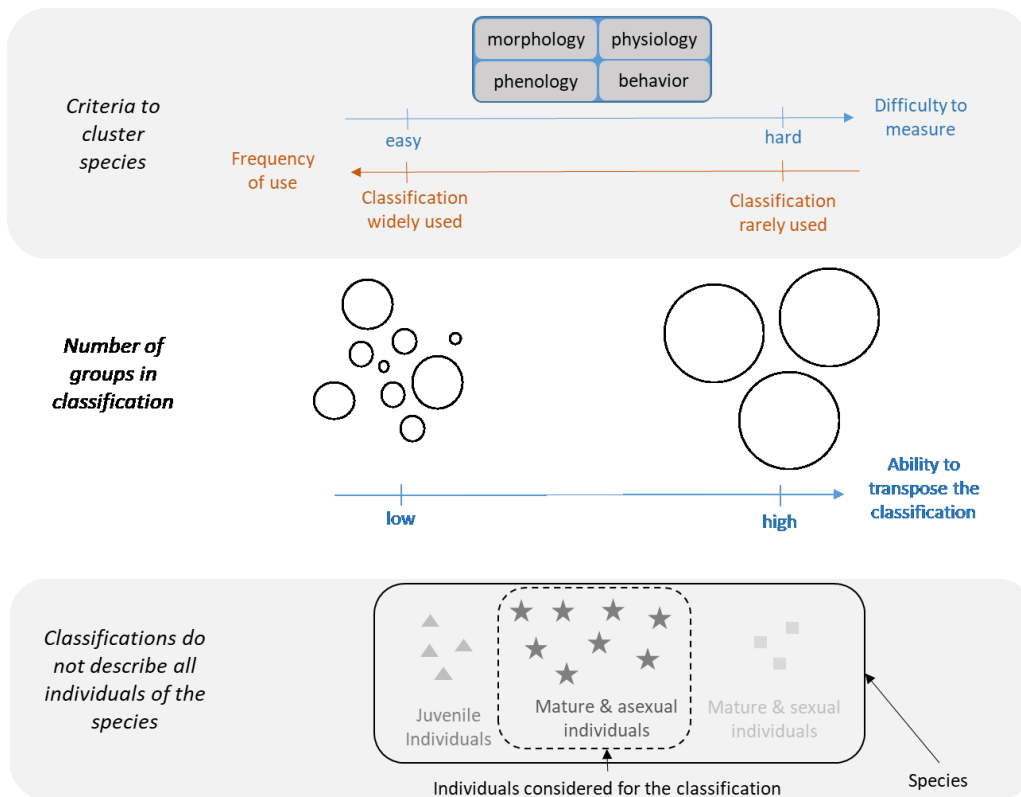 morphology
physiology
phenology
behavior
Criteria to
cluster
species
Difficulty to
measure
easy
hard
Frequency
of use
Classification
widely used
Classification
rarely used
Number of
groups in
classification
Ability to
transpose the
classification
low
high
Classifications do
not describe all
individuals of the
species
Juvenile
Individuals
Mature & asexual
individuals
Mature & sexual
individuals
Individuals considered for the classification
Species